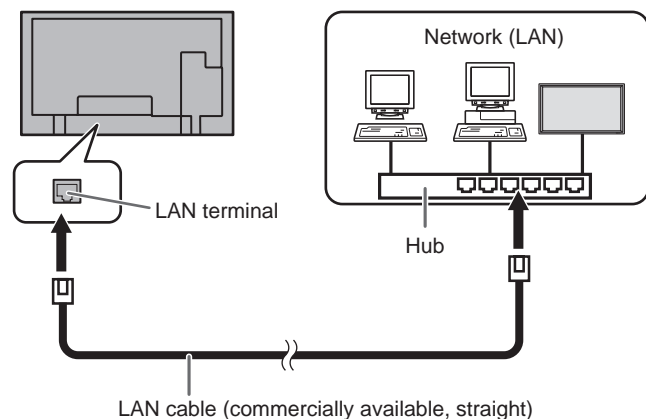 Network (LAN)
LAN terminal
Hub
LAN cable (commercially available, straight)